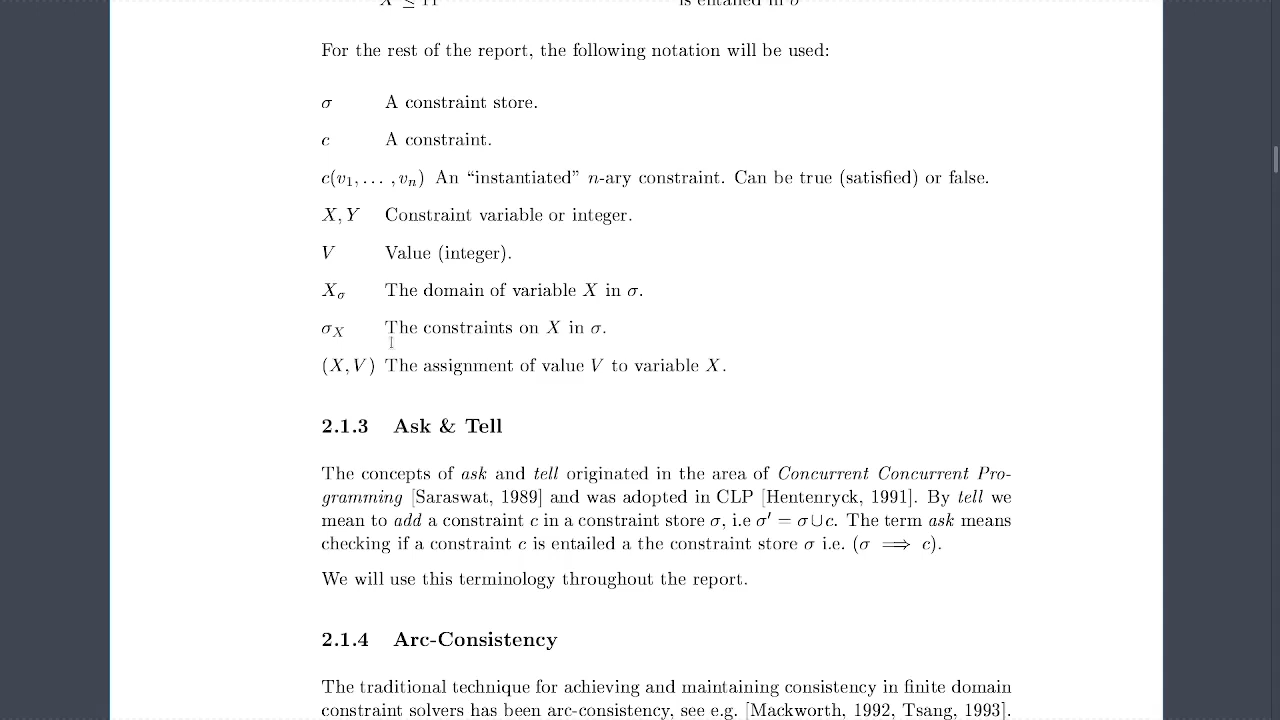 X ≤ 11 is entailed in σ
For the rest of the report, the following notation will be used:
σ A constraint store.
c A constraint.
c(v₁, . . . , vₙ) An “instantiated” n-ary constraint. Can be true (satisfied) or false.
X, Y Constraint variable or integer.
V Value (integer).
X_σ The domain of variable X in σ.
σ_X The constraints on X in σ.
(X, V) The assignment of value V to variable X.
2.1.3 Ask & Tell
The concepts of ask and tell originated in the area of Concurrent Concurrent Pro-
gramming [Saraswat, 1989] and was adopted in CLP [Hentenryck, 1991]. By tell we
mean to add a constraint c in a constraint store σ, i.e σ′ = σ∪c. The term ask means
checking if a constraint c is entailed a the constraint store σ i.e. (σ ⟹ c).
We will use this terminology throughout the report.
2.1.4 Arc-Consistency
The traditional technique for achieving and maintaining consistency in finite domain
constraint solvers has been arc-consistency, see e.g. [Mackworth, 1992, Tsang, 1993].